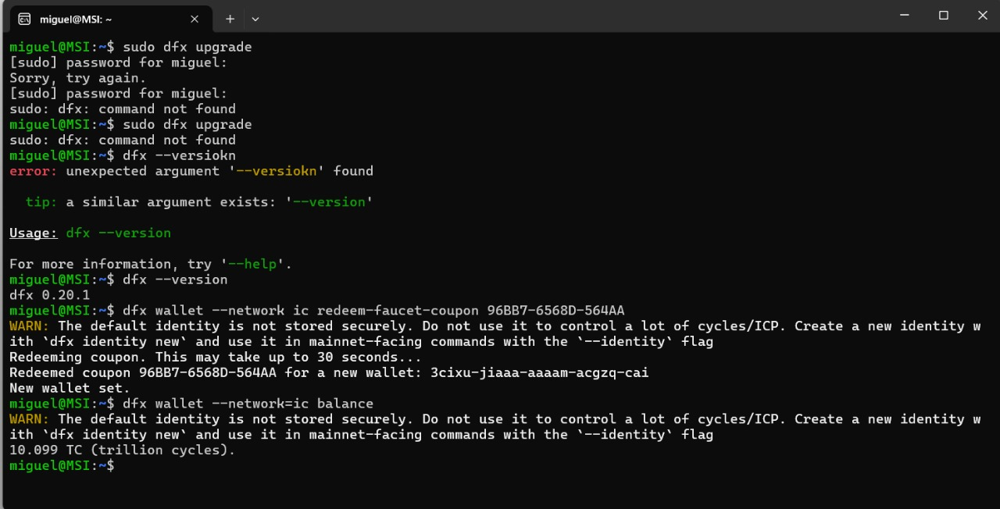 miguel@MSI: ~
miguel@MSI:~$ sudo dfx upgrade
[sudo] password for miguel:
Sorry, try again.
[sudo] password for miguel:
sudo: dfx: command not found
miguel@MSI:~$ sudo dfx upgrade
sudo: dfx: command not found
miguel@MSI:~$ dfx --versiokn
error: unexpected argument '--versiokn' found
tip: a similar argument exists: '--version'
Usage: dfx --version
For more information, try '--help'.
miguel@MSI:~$ dfx --version
dfx 0.20.1
miguel@MSI:~$ dfx wallet --network ic redeem-faucet-coupon 96BB7-6568D-564AA
WARN: The default identity is not stored securely. Do not use it to control a lot of cycles/ICP. Create a new identity w
ith `dfx identity new` and use it in mainnet-facing commands with the `--identity` flag
Redeeming coupon. This may take up to 30 seconds...
Redeemed coupon 96BB7-6568D-564AA for a new wallet: 3cixu-jiaaa-aaaam-acgzq-cai
New wallet set.
miguel@MSI:~$ dfx wallet --network=ic balance
WARN: The default identity is not stored securely. Do not use it to control a lot of cycles/ICP. Create a new identity w
ith `dfx identity new` and use it in mainnet-facing commands with the `--identity` flag
10.099 TC (trillion cycles).
miguel@MSI:~$